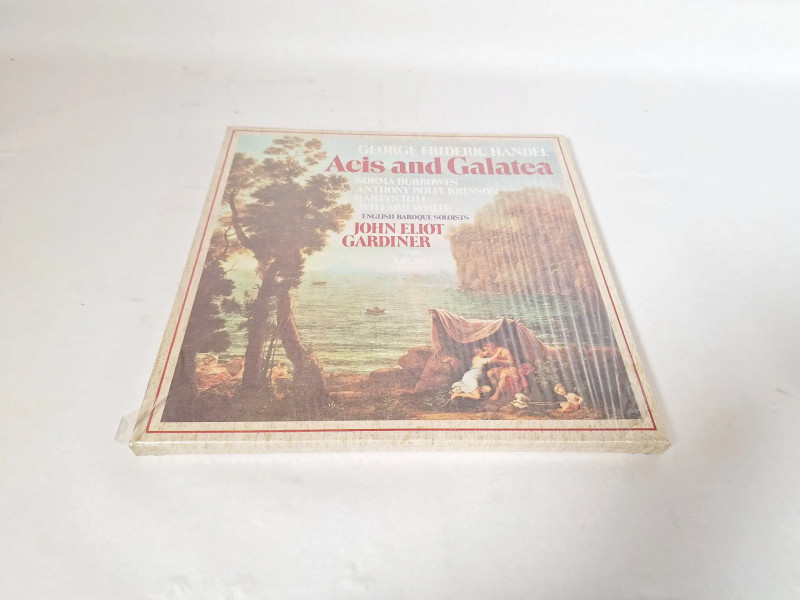 GEORGE FRIDERIC HANDEL
Acis and Galatea
NORMA BURROWES
ANTHONY ROLFE JOHNSON
MARTYN HILL
WILLARD WHITE
ENGLISH BAROQUE SOLOISTS
JOHN ELIOT
GARDINER